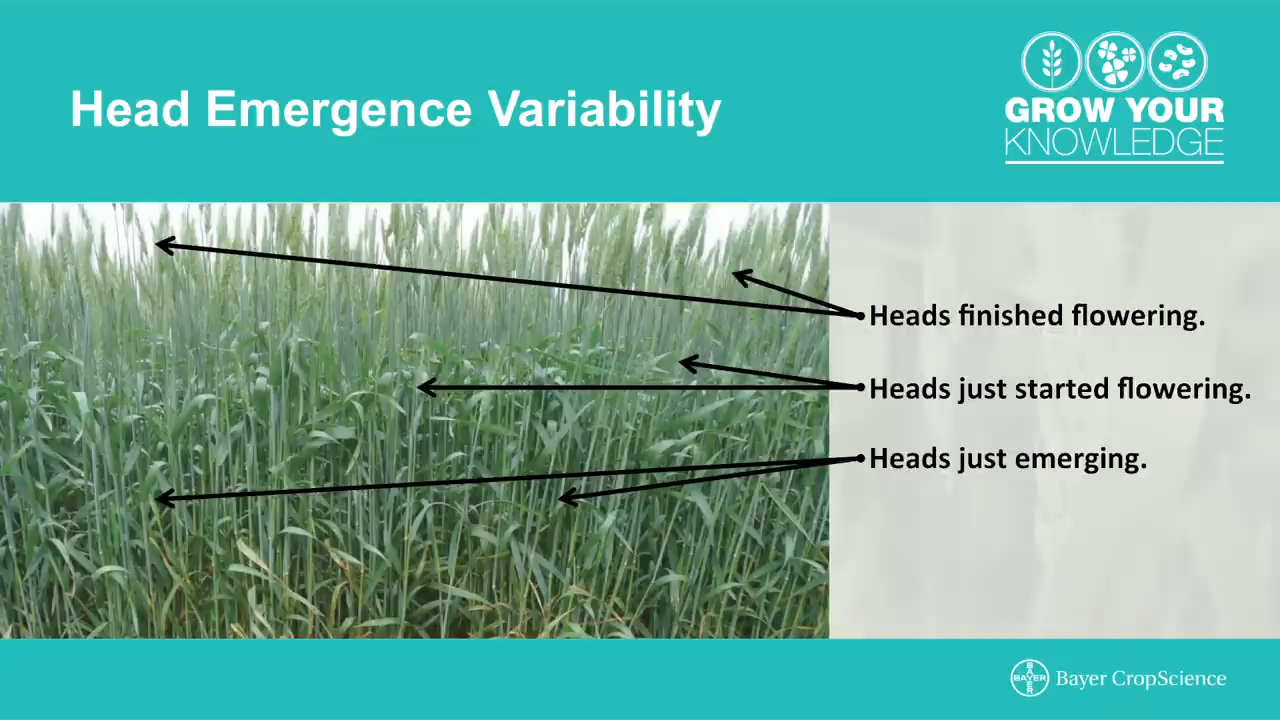 Head Emergence Variability
GROW YOUR
KNOWLEDGE
Heads finished flowering.
Heads just started flowering.
Heads just emerging.
BAYER
BAYER
Bayer CropScience